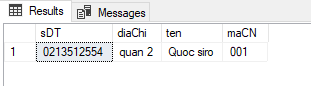 Results Messages
sDT diaChi ten maCN
1 0213512554 quan 2 Quoc siro 001